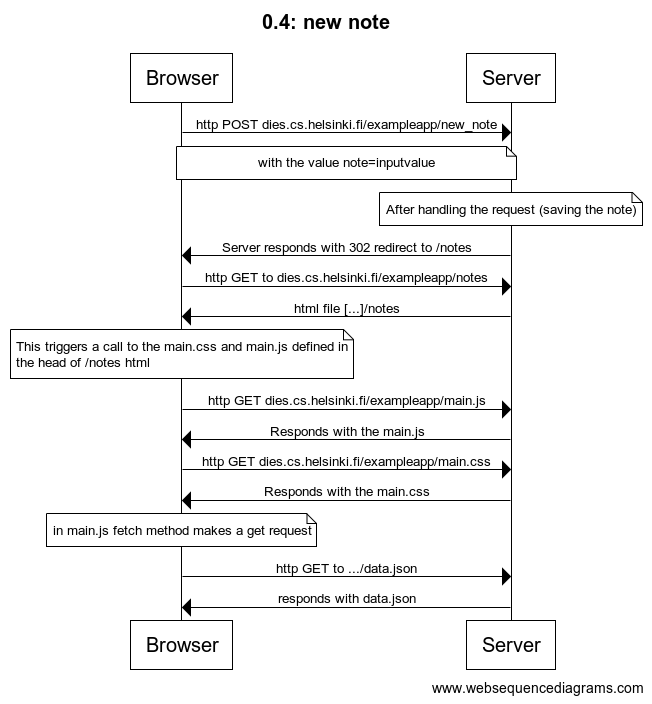 0.4: new note
Browser
Server
http POST dies.cs.helsinki.fi/exampleapp/new_note
with the value note=inputvalue
After handling the request (saving the note)
Server responds with 302 redirect to /notes
http GET to dies.cs.helsinki.fi/exampleapp/notes
html file [...]/notes
This triggers a call to the main.css and main.js defined in
the head of /notes html
http GET dies.cs.helsinki.fi/exampleapp/main.js
Responds with the main.js
http GET dies.cs.helsinki.fi/exampleapp/main.css
Responds with the main.css
in main.js fetch method makes a get request
http GET to .../data.json
responds with data.json
Browser
Server
www.websequencediagrams.com